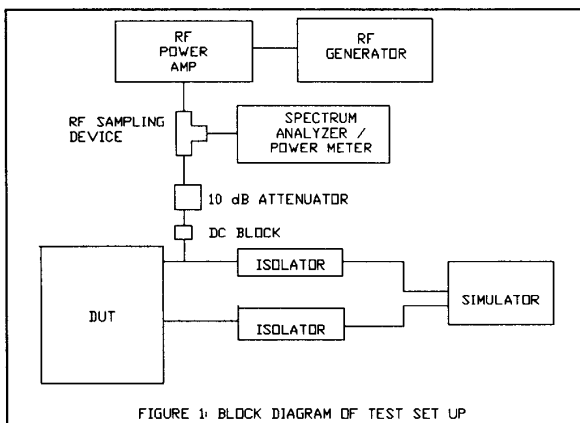 RF
POWER
AMP
RF
GENERATOR
RF SAMPLING
DEVICE
SPECTRUM
ANALYZER /
POWER METER
10 dB ATTENUATOR
DC BLOCK
ISOLATOR
DUT
SIMULATOR
ISOLATOR
FIGURE 1: BLOCK DIAGRAM OF TEST SET UP